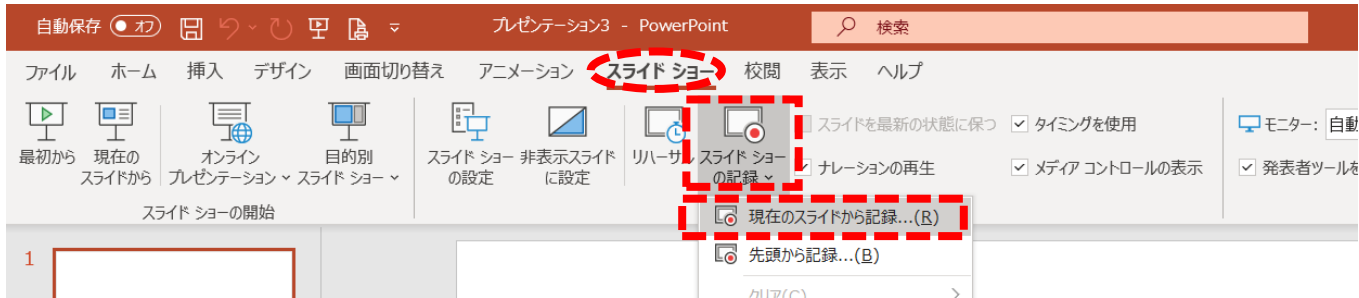 自動保存 オフ プレゼンテーション3 - PowerPoint 検索
ファイル ホーム 挿入 デザイン 画面切り替え アニメーション スライド ショー 校閲 表示 ヘルプ
最初から
現在の
スライドから
オンライン
プレゼンテーション
目的別
スライド ショー
スライド ショーの開始
スライド ショー
の設定
非表示スライド
に設定
リハーサル
スライド ショー
の記録
スライドを最新の状態に保つ
ナレーションの再生
タイミングを使用
メディア コントロールの表示
モニター: 自動
発表者ツールを
現在のスライドから記録...(R)
先頭から記録...(B)
クリア(C)
1